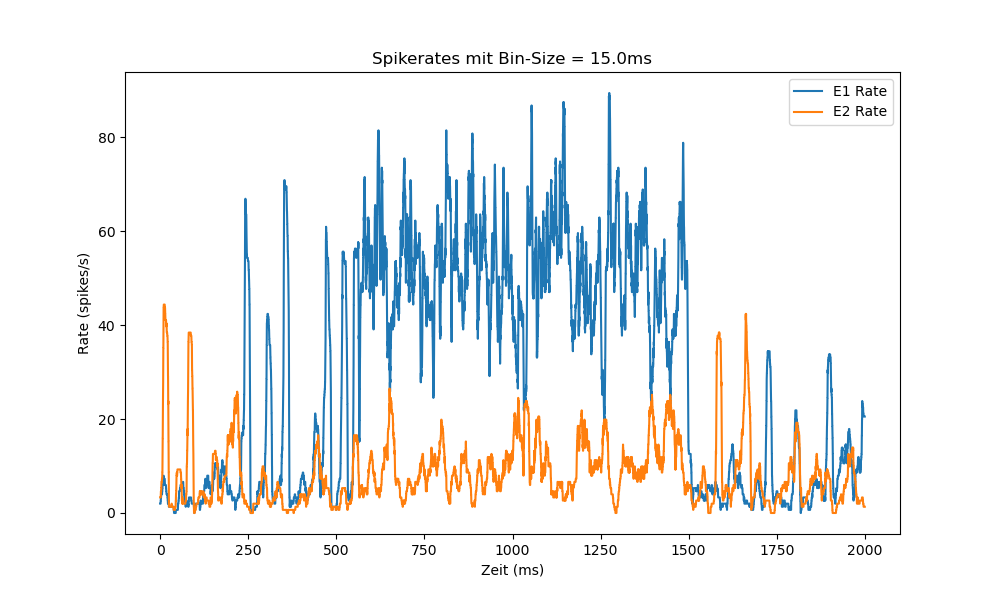 Spikerates mit Bin-Size = 15.0ms
E1 Rate
E2 Rate
Rate (spikes/s)
80
60
40
20
0
0 250 500 750 1000 1250 1500 1750 2000
Zeit (ms)